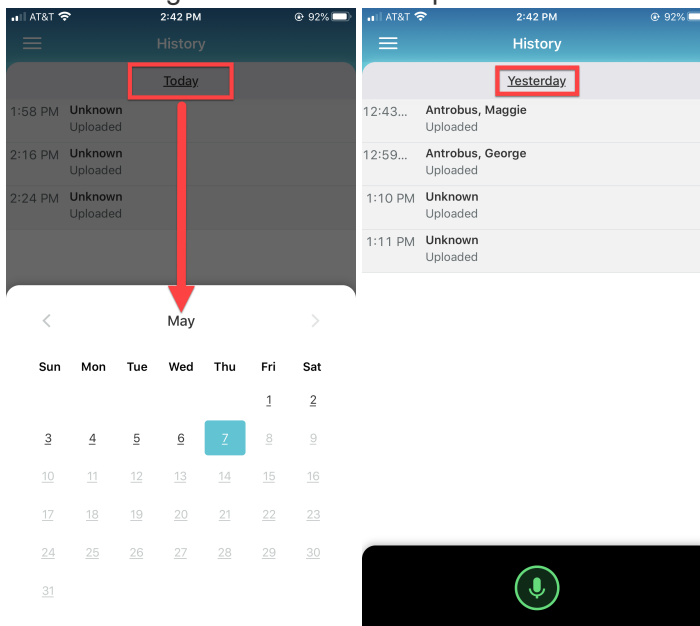 AT&T 2:42 PM 92%
History
Today
1:58 PM Unknown
Uploaded
2:16 PM Unknown
Uploaded
2:24 PM Unknown
Uploaded
< May >
Sun Mon Tue Wed Thu Fri Sat
1 2
3 4 5 6 7 8 9
10 11 12 13 14 15 16
17 18 19 20 21 22 23
24 25 26 27 28 29 30
31
AT&T 2:42 PM 92%
History
Yesterday
12:43... Antrobus, Maggie
Uploaded
12:59... Antrobus, George
Uploaded
1:10 PM Unknown
Uploaded
1:11 PM Unknown
Uploaded